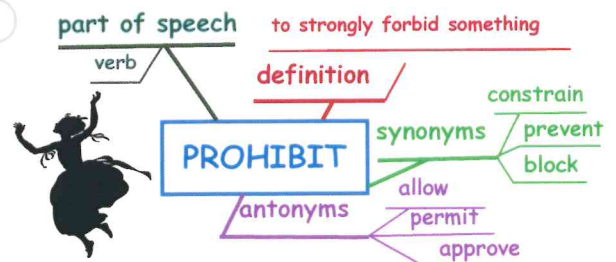 part of speech
verb
to strongly forbid something
definition
PROHIBIT
synonyms
constrain
prevent
block
antonyms
allow
permit
approve